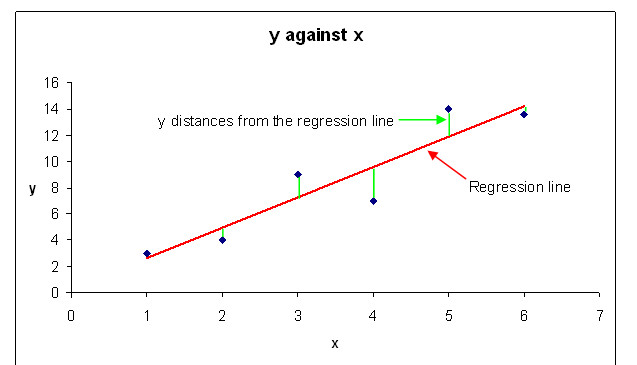 y against x
16
14
y distances from the regression line
12
10
y
8
Regression line
6
4
2
0
0 1 2 3 4 5 6 7
x